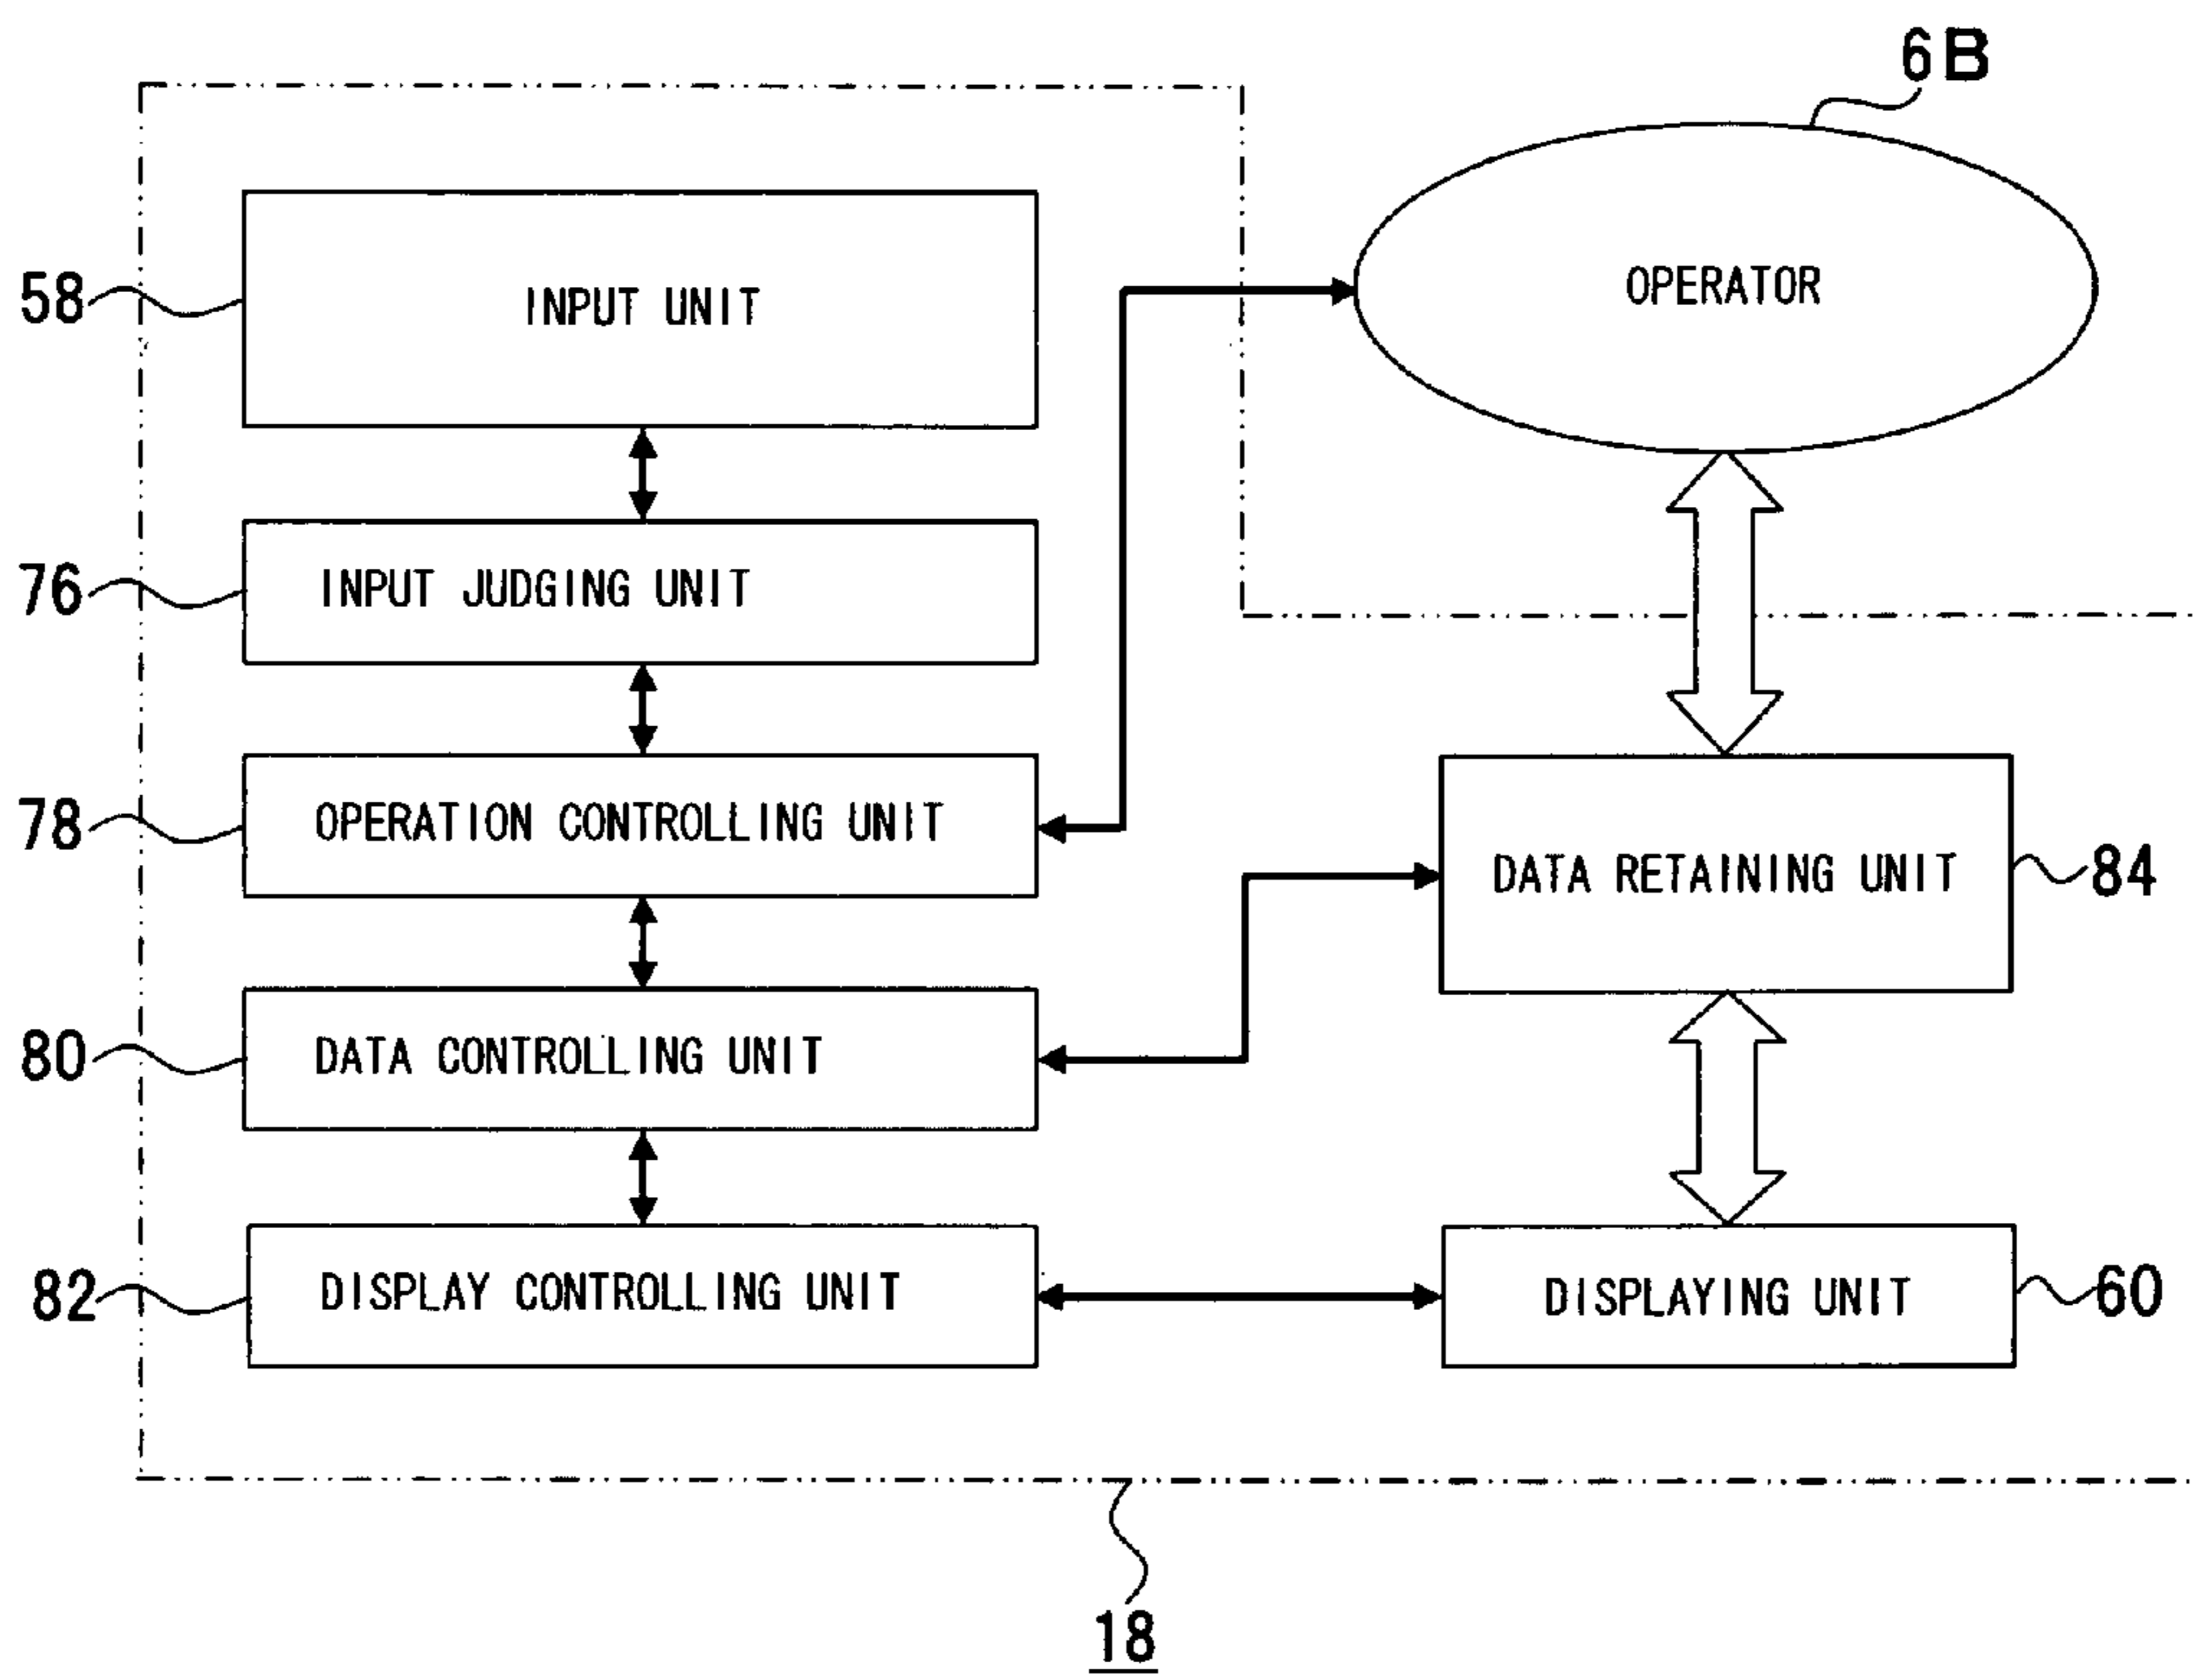 6B
58
INPUT UNIT
OPERATOR
76
INPUT JUDGING UNIT
78
OPERATION CONTROLLING UNIT
DATA RETAINING UNIT
84
80
DATA CONTROLLING UNIT
82
DISPLAY CONTROLLING UNIT
DISPLAYING UNIT
60
18